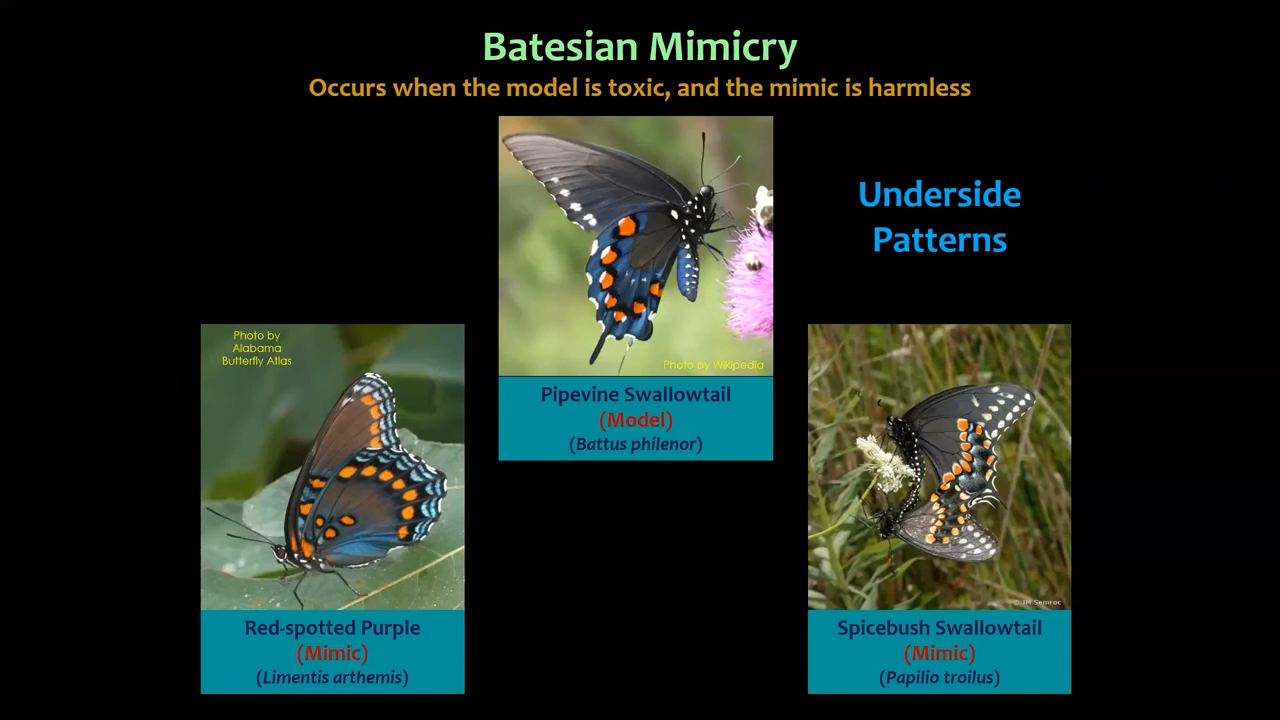 Batesian Mimicry
Occurs when the model is toxic, and the mimic is harmless
Underside
Patterns
Photo by Wikipedia
Pipevine Swallowtail
(Model)
(Battus philenor)
Photo by
Alabama
Butterfly Atlas
Red-spotted Purple
(Mimic)
(Limentis arthemis)
© JM Semroc
Spicebush Swallowtail
(Mimic)
(Papilio troilus)